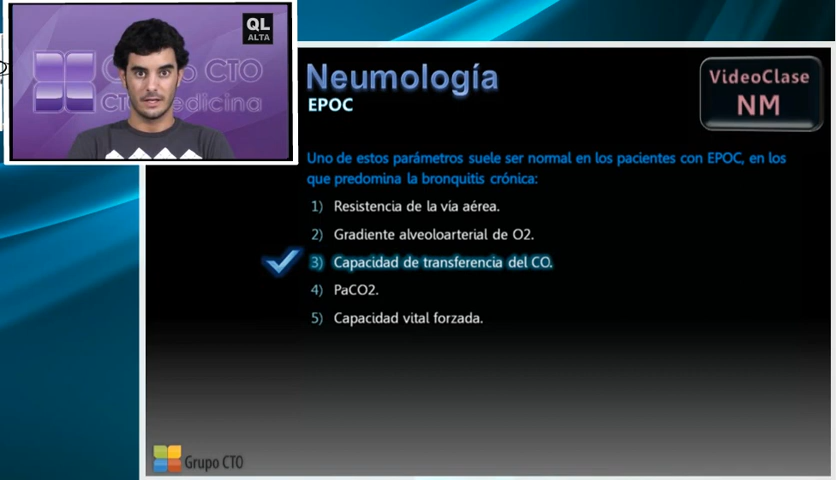 QL
ALTA
Grupo CTO
CTO Medicina
Neumología
EPOC
VideoClase
NM
Uno de estos parámetros suele ser normal en los pacientes con EPOC, en los
que predomina la bronquitis crónica:
1) Resistencia de la vía aérea.
2) Gradiente alveoloarterial de O2.
3) Capacidad de transferencia del CO.
4) PaCO2.
5) Capacidad vital forzada.
Grupo CTO